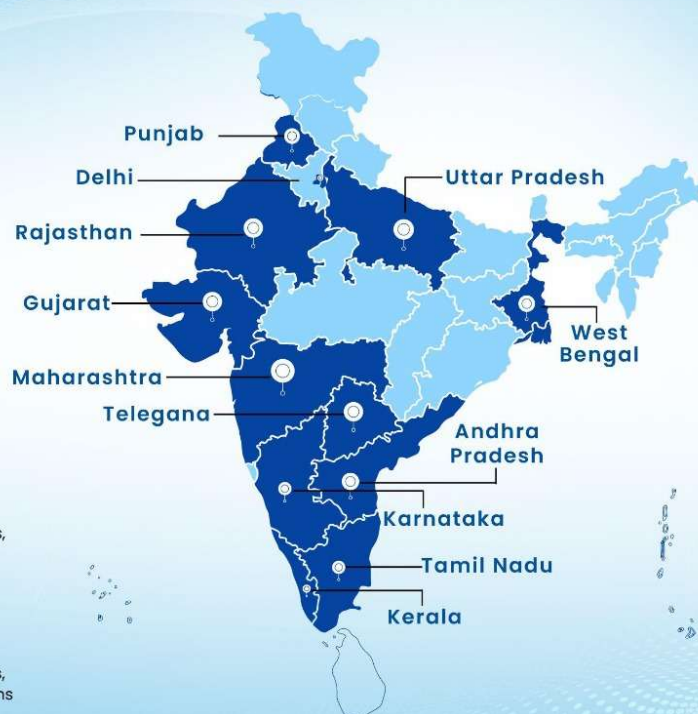 Punjab
Delhi
Uttar Pradesh
Rajasthan
Gujarat
West
Bengal
Maharashtra
Telegana
Andhra
Pradesh
Karnataka
Tamil Nadu
Kerala